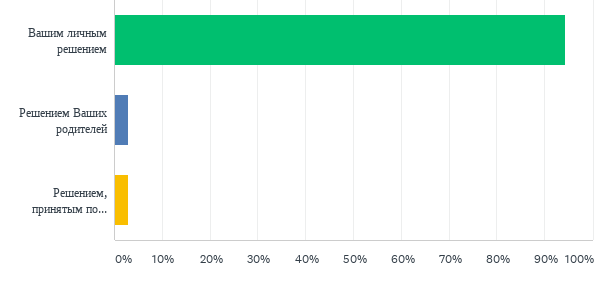 Вашим личным
решением
Решением Ваших
родителей
Решением,
принятым по...
0% 10% 20% 30% 40% 50% 60% 70% 80% 90% 100%